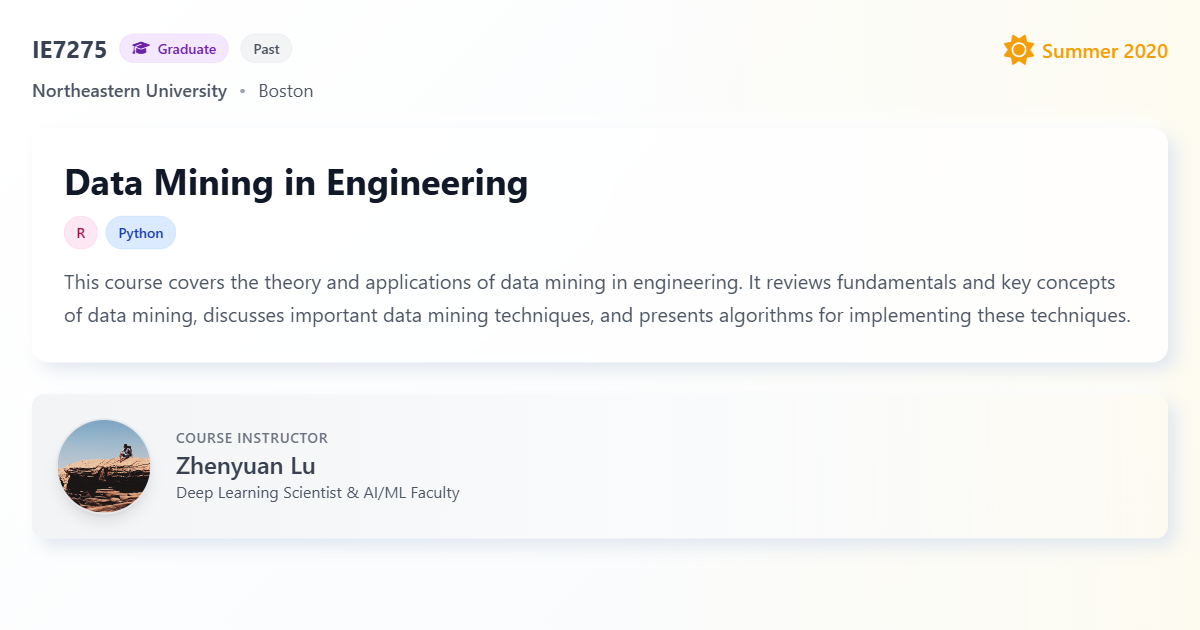 IE7275 Graduate Past
Summer 2020
Northeastern University • Boston
Data Mining in Engineering
R Python
This course covers the theory and applications of data mining in engineering. It reviews fundamentals and key concepts
of data mining, discusses important data mining techniques, and presents algorithms for implementing these techniques.
COURSE INSTRUCTOR
Zhenyuan Lu
Deep Learning Scientist & AI/ML Faculty